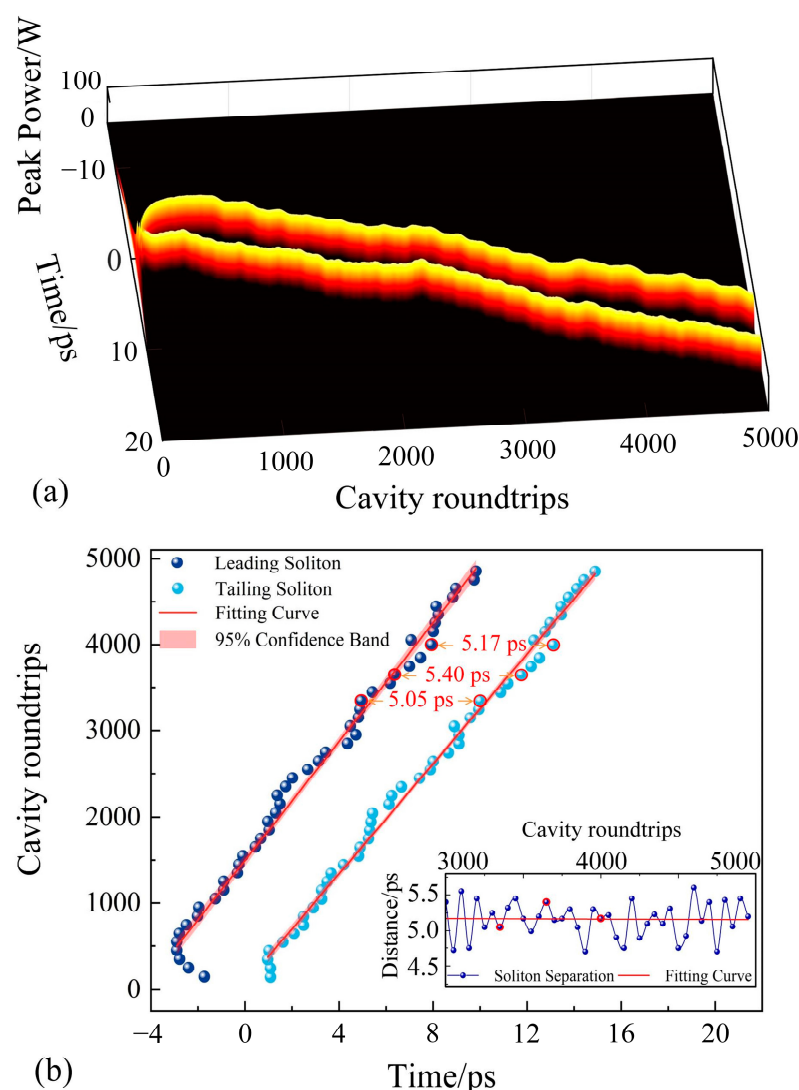 Peak Power/W
100
0
−10
0
10
20
Time/ps
0
1000
2000
3000
4000
5000
Cavity roundtrips
(a)
5000
4000
3000
2000
1000
0
Cavity roundtrips
Leading Soliton
Tailing Soliton
Fitting Curve
95% Confidence Band
5.17 ps
5.40 ps
5.05 ps
Cavity roundtrips
3000
4000
5000
Distance/ps
5.5
5.0
4.5
Soliton Separation
Fitting Curve
−4
0
4
8
12
16
20
Time/ps
(b)